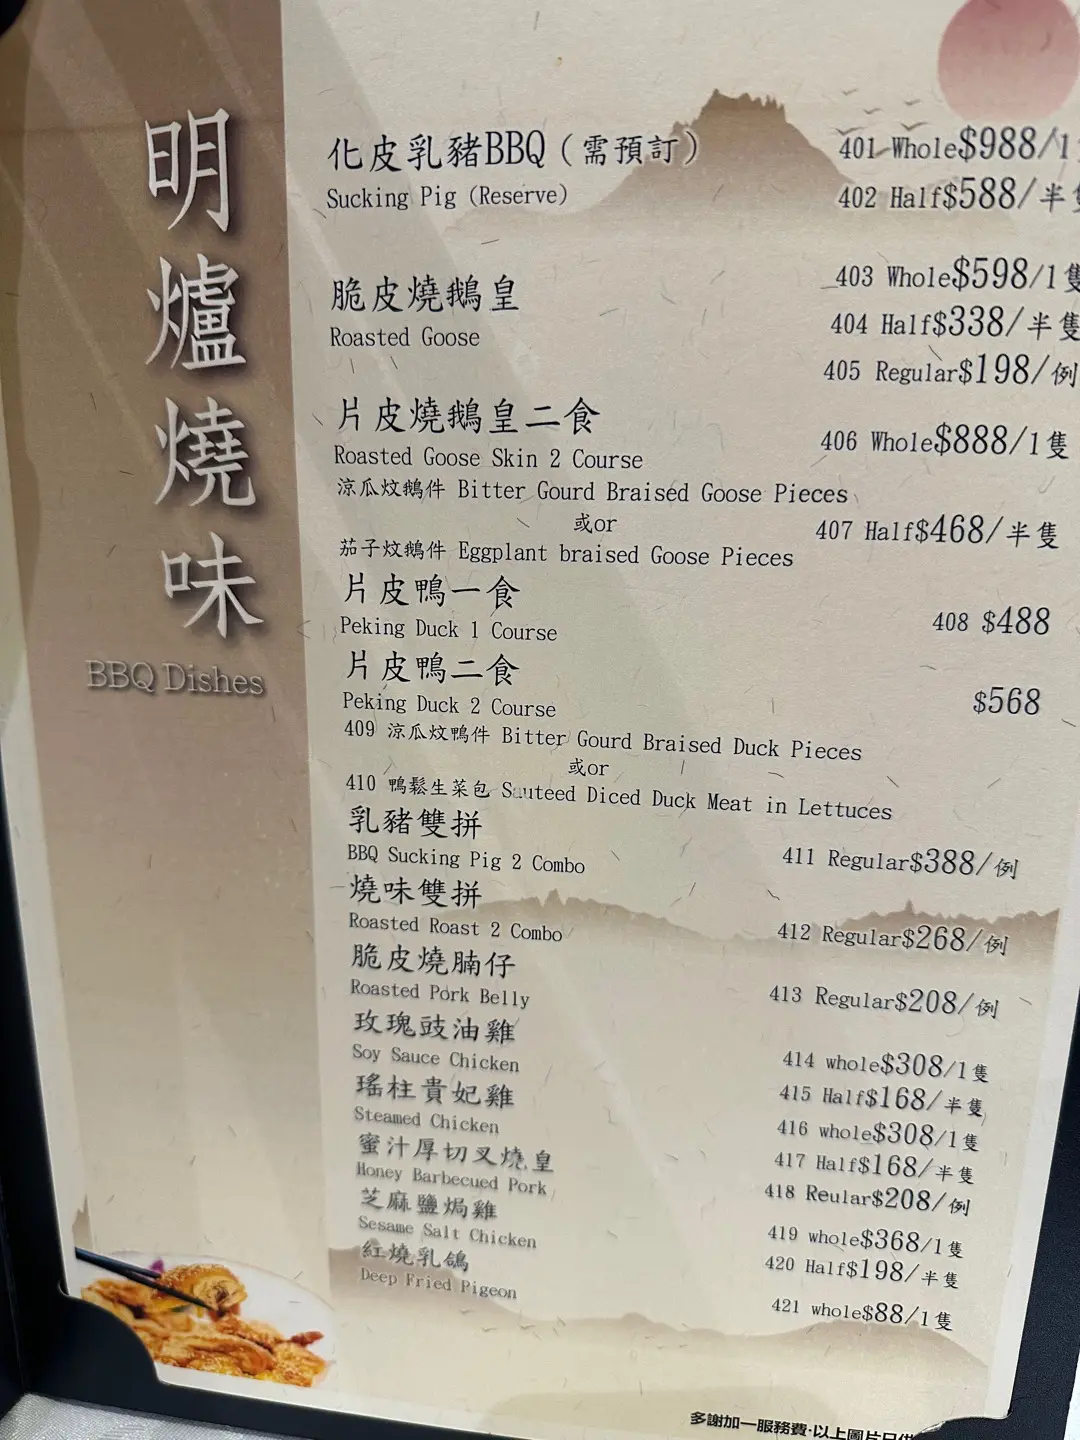 明爐燒味
BBQ Dishes
化皮乳豬BBQ（需預訂）
Sucking Pig (Reserve)
401 Whole$988/1
402 Half$588/半隻
脆皮燒鵝皇
Roasted Goose
403 Whole$598/1隻
404 Half$338/半隻
405 Regular$198/例
片皮燒鵝皇二食
Roasted Goose Skin 2 Course
406 Whole$888/1隻
涼瓜炆鵝件 Bitter Gourd Braised Goose Pieces
或or
407 Half$468/半隻
茄子炆鵝件 Eggplant braised Goose Pieces
片皮鴨一食
Peking Duck 1 Course
408 $488
片皮鴨二食
Peking Duck 2 Course
$568
409 涼瓜炆鴨件 Bitter Gourd Braised Duck Pieces
或or
410 鴨鬆生菜包 Sauteed Diced Duck Meat in Lettuces
乳豬雙拼
BBQ Sucking Pig 2 Combo
411 Regular$388/例
燒味雙拼
Roasted Roast 2 Combo
412 Regular$268/例
脆皮燒腩仔
Roasted Pork Belly
413 Regular$208/例
玫瑰豉油雞
Soy Sauce Chicken
414 whole$308/1隻
415 Half$168/半隻
瑤柱貴妃雞
Steamed Chicken
416 whole$308/1隻
417 Half$168/半隻
蜜汁厚切叉燒皇
Honey Barbecued Pork
418 Reular$208/例
芝麻鹽焗雞
Sesame Salt Chicken
419 whole$368/1隻
420 Half$198/半隻
紅燒乳鴿
Deep Fried Pigeon
421 whole$88/1隻
多謝加一服務費·以上圖片只供